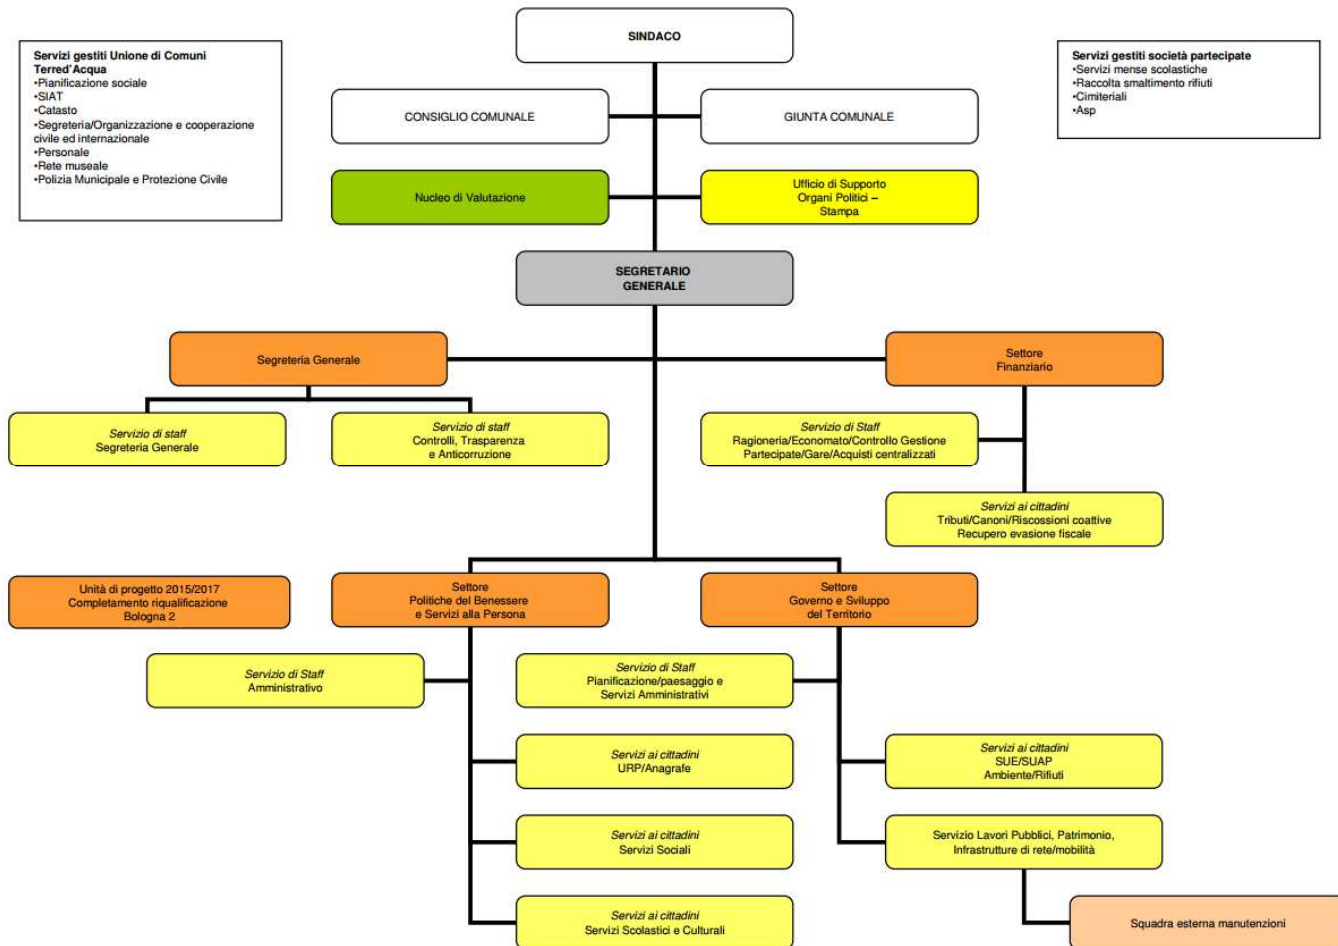 SINDACO
Servizi gestiti Unione di Comuni
Terred'Acqua
•Pianificazione sociale
•SIAT
•Catasto
•Segreteria/Organizzazione e cooperazione
civile ed internazionale
•Personale
•Rete museale
•Polizia Municipale e Protezione Civile
Servizi gestiti società partecipate
•Servizi mense scolastiche
•Raccolta smaltimento rifiuti
•Cimiteriali
•Asp
CONSIGLIO COMUNALE
GIUNTA COMUNALE
Nucleo di Valutazione
Ufficio di Supporto
Organi Politici –
Stampa
SEGRETARIO
GENERALE
Segreteria Generale
Settore
Finanziario
Servizio di staff
Segreteria Generale
Servizio di staff
Controlli, Trasparenza
e Anticorruzione
Servizio di Staff
Ragioneria/Economato/Controllo Gestione
Partecipate/Gare/Acquisti centralizzati
Servizi ai cittadini
Tributi/Canoni/Riscossioni coattive
Recupero evasione fiscale
Unità di progetto 2015/2017
Completamento riqualificazione
Bologna 2
Settore
Politiche del Benessere
e Servizi alla Persona
Settore
Governo e Sviluppo
del Territorio
Servizio di Staff
Amministrativo
Servizio di Staff
Pianificazione/paesaggio e
Servizi Amministrativi
Servizi ai cittadini
URP/Anagrafe
Servizi ai cittadini
SUE/SUAP
Ambiente/Rifiuti
Servizi ai cittadini
Servizi Sociali
Servizio Lavori Pubblici, Patrimonio,
Infrastrutture di rete/mobilità
Servizi ai cittadini
Servizi Scolastici e Culturali
Squadra esterna manutenzioni